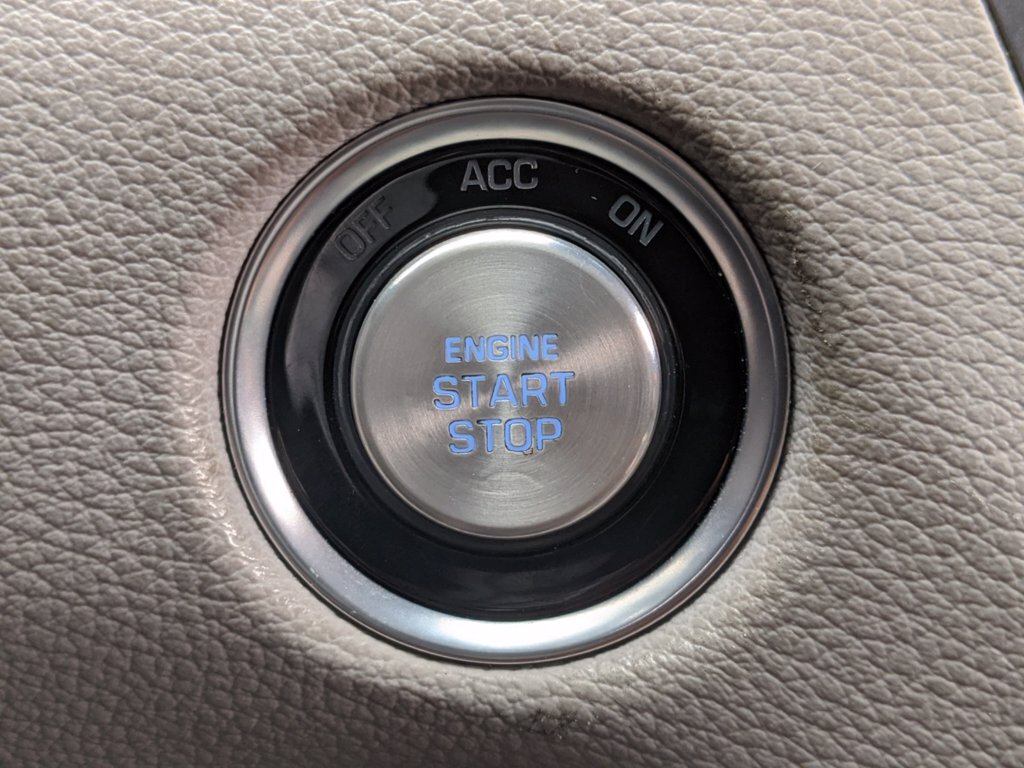 OFF ACC ON
ENGINE
START
STOP